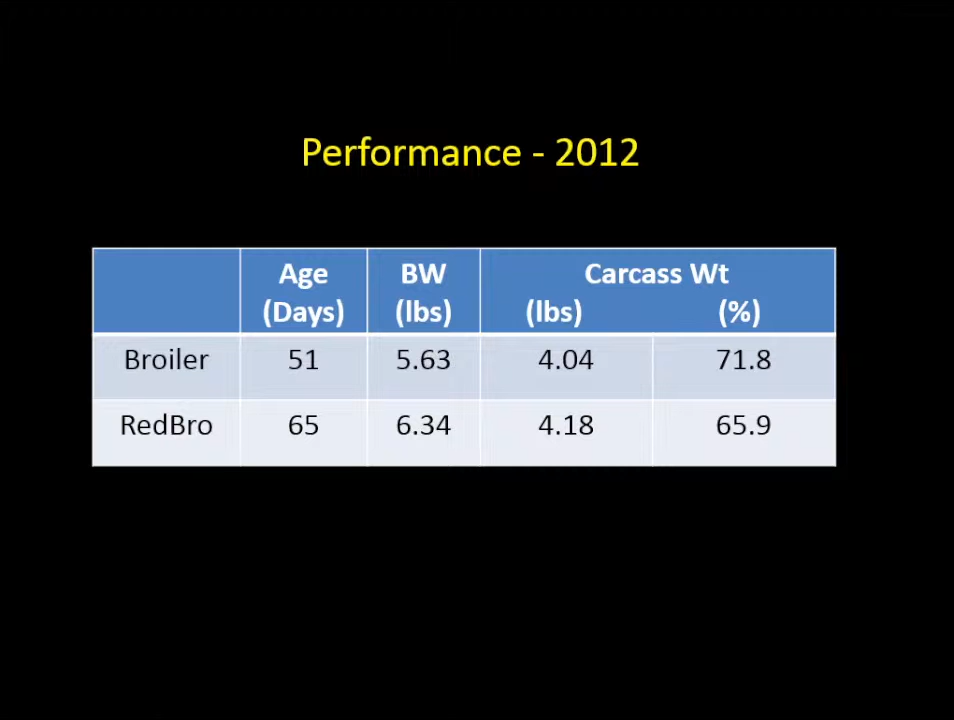 Performance - 2012
Age BW Carcass Wt
(Days) (lbs) (lbs) (%)
Broiler 51 5.63 4.04 71.8
RedBro 65 6.34 4.18 65.9